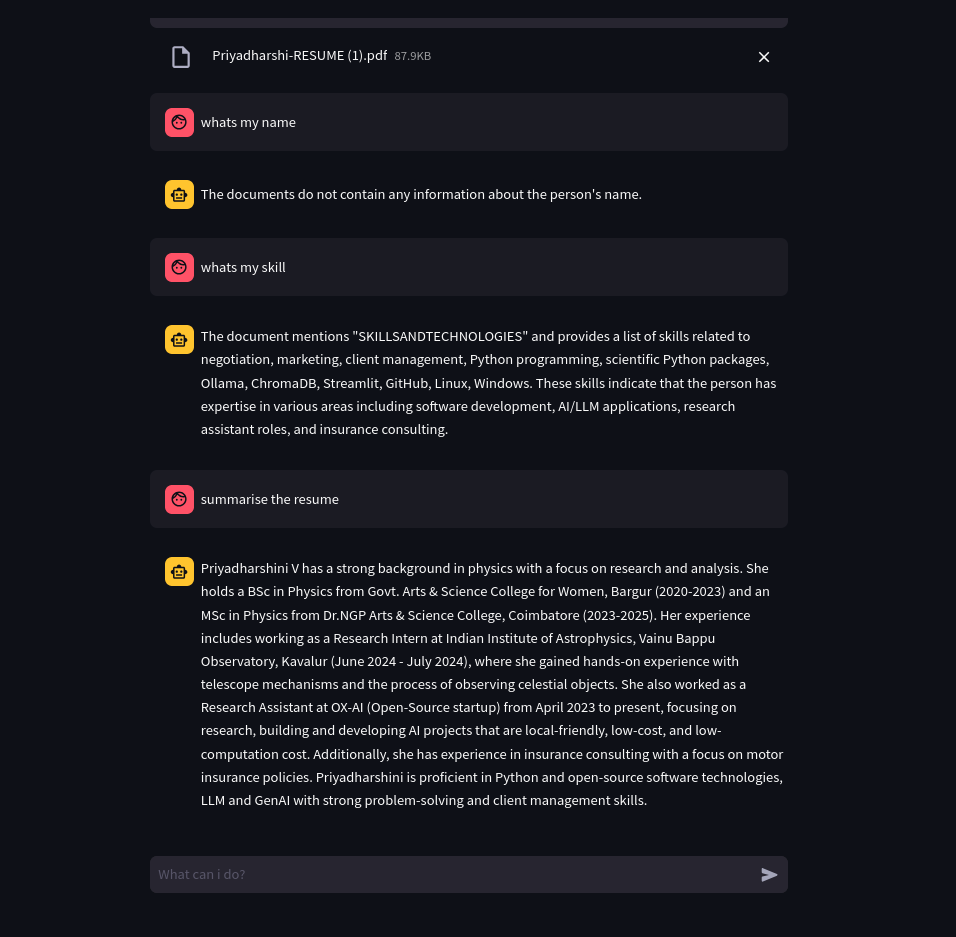 Priyadharshi-RESUME (1).pdf 87.9KB
whats my name
The documents do not contain any information about the person's name.
whats my skill
The document mentions "SKILLSANDTECHNOLOGIES" and provides a list of skills related to
negotiation, marketing, client management, Python programming, scientific Python packages,
Ollama, ChromaDB, Streamlit, GitHub, Linux, Windows. These skills indicate that the person has
expertise in various areas including software development, AI/LLM applications, research
assistant roles, and insurance consulting.
summarise the resume
Priyadharshini V has a strong background in physics with a focus on research and analysis. She
holds a BSc in Physics from Govt. Arts & Science College for Women, Bargur (2020-2023) and an
MSc in Physics from Dr.NGP Arts & Science College, Coimbatore (2023-2025). Her experience
includes working as a Research Intern at Indian Institute of Astrophysics, Vainu Bappu
Observatory, Kavalur (June 2024 - July 2024), where she gained hands-on experience with
telescope mechanisms and the process of observing celestial objects. She also worked as a
Research Assistant at OX-AI (Open-Source startup) from April 2023 to present, focusing on
research, building and developing AI projects that are local-friendly, low-cost, and low-
computation cost. Additionally, she has experience in insurance consulting with a focus on motor
insurance policies. Priyadharshini is proficient in Python and open-source software technologies,
LLM and GenAI with strong problem-solving and client management skills.
What can i do?